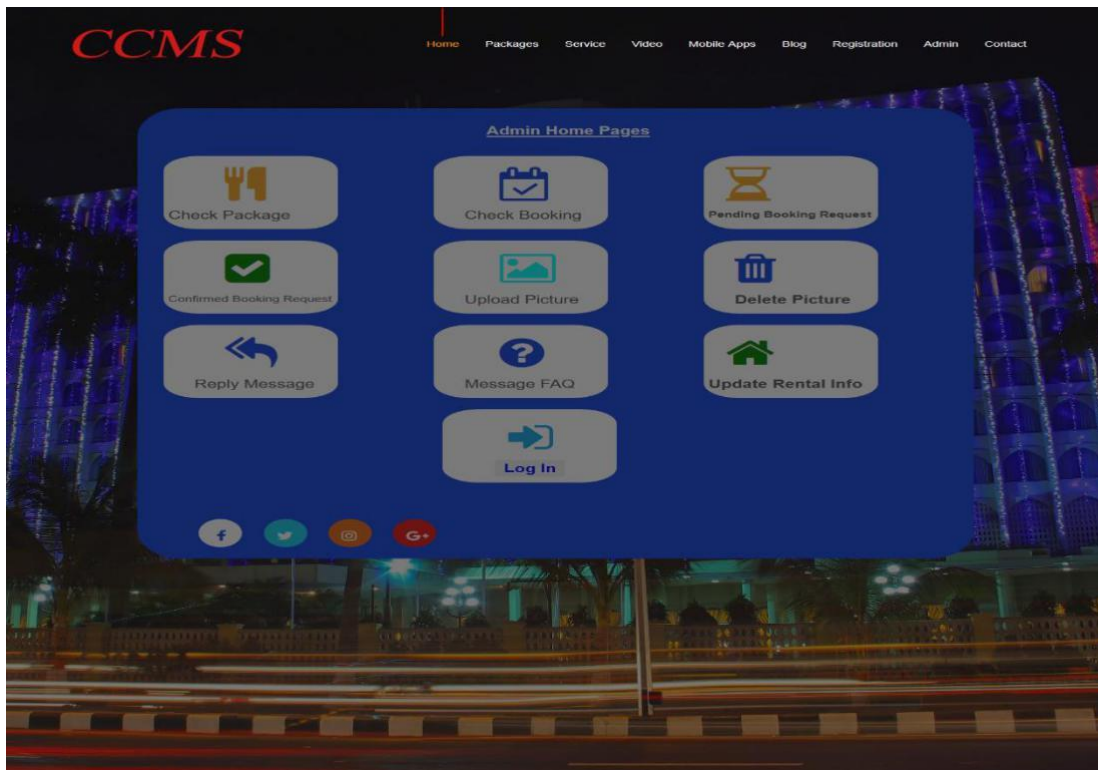 CCMS
Home Packages Service Video Mobile Apps Blog Registration Admin Contact
Admin Home Pages
Check Package
Check Booking
Pending Booking Request
Confirmed Booking Request
Upload Picture
Delete Picture
Reply Message
Message FAQ
Update Rental Info
Log In
f
G+